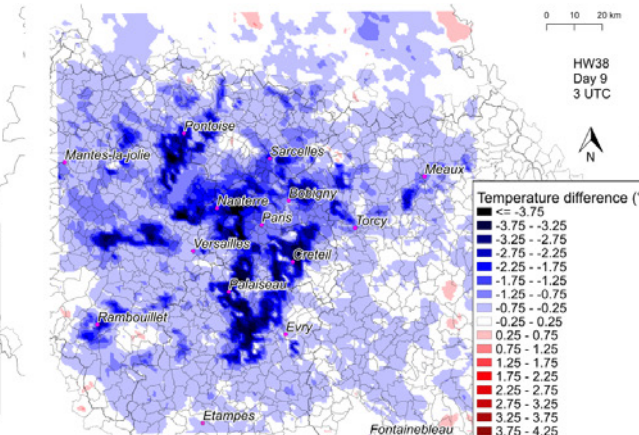 0 10 20 km
HW38
Day 9
3 UTC
N
Pontoise
Mantes-la-jolie
Sarcelles
Meaux
Nanterre
Bobigny
Paris
Torcy
Versailles
Creteil
Palaiseau
Rambouillet
Evry
Etampes
Fontainebleau
Temperature difference (°
<= -3.75
-3.75 - -3.25
-3.25 - -2.75
-2.75 - -2.25
-2.25 - -1.75
-1.75 - -1.25
-1.25 - -0.75
-0.75 - -0.25
-0.25 - 0.25
0.25 - 0.75
0.75 - 1.25
1.25 - 1.75
1.75 - 2.25
2.25 - 2.75
2.75 - 3.25
3.25 - 3.75
3.75 - 4.25